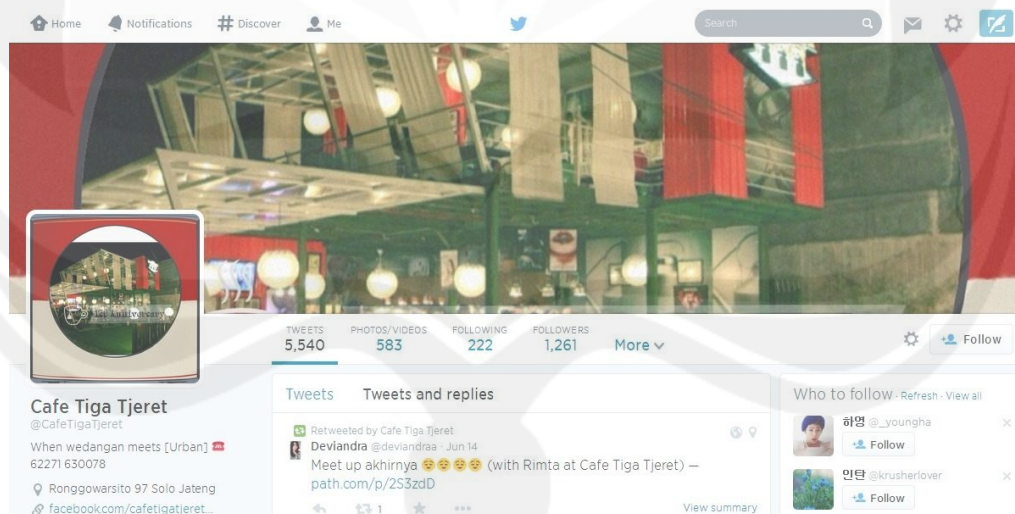 Home Notifications Discover Me Search
TWEETS PHOTOS/VIDEOS FOLLOWING FOLLOWERS
5,540 583 222 1,261 More Follow
1st Anniversary
Cafe Tiga Tjeret
@CafeTigaTjeret
When wedangan meets [Urban] ☎
62271 630078
Ronggowarsito 97 Solo Jateng
facebook.com/cafetigatjeret...
Tweets Tweets and replies
Retweeted by Cafe Tiga Tjeret
Deviandra @deviandraa · Jun 14
Meet up akhirnya 😌😌😌😌 (with Rimta at Cafe Tiga Tjeret) —
path.com/p/2S3zdD
1 View summary
Who to follow · Refresh · View all
하영 @_youngha
Follow
인탄 @krusherlover
Follow